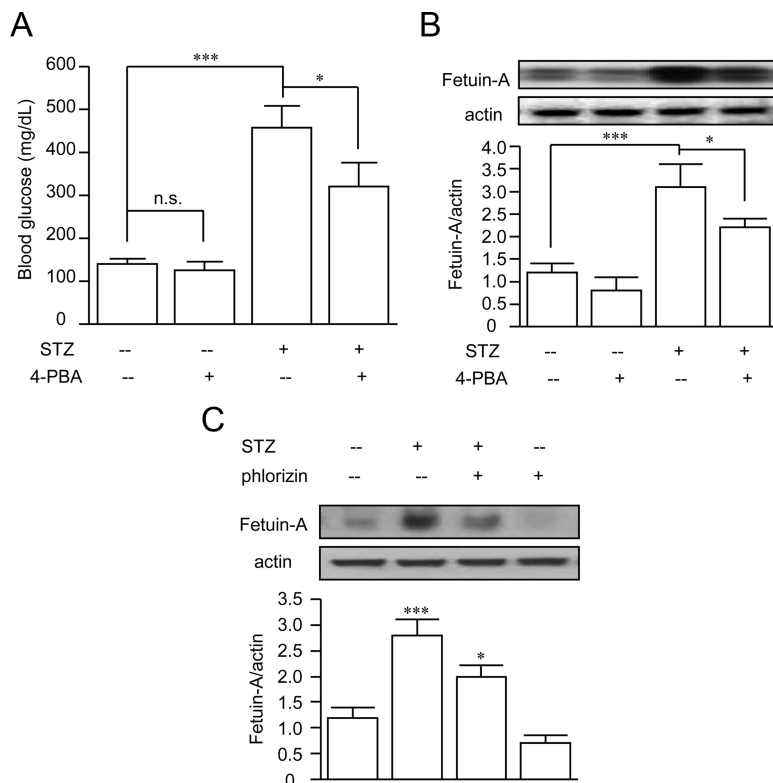 A
600
500
400
300
200
100
0
Blood glucose (mg/dL)
***
*
n.s.
STZ -- -- + +
4-PBA -- + -- +
B
Fetuin-A
actin
***
*
4.0
3.5
3.0
2.5
2.0
1.5
1.0
0.5
0
Fetuin-A/actin
STZ -- -- + +
4-PBA -- + -- +
C
STZ -- + + --
phlorizin -- -- + +
Fetuin-A
actin
3.5
3.0
2.5
2.0
1.5
1.0
0.5
0
Fetuin-A/actin
***
*